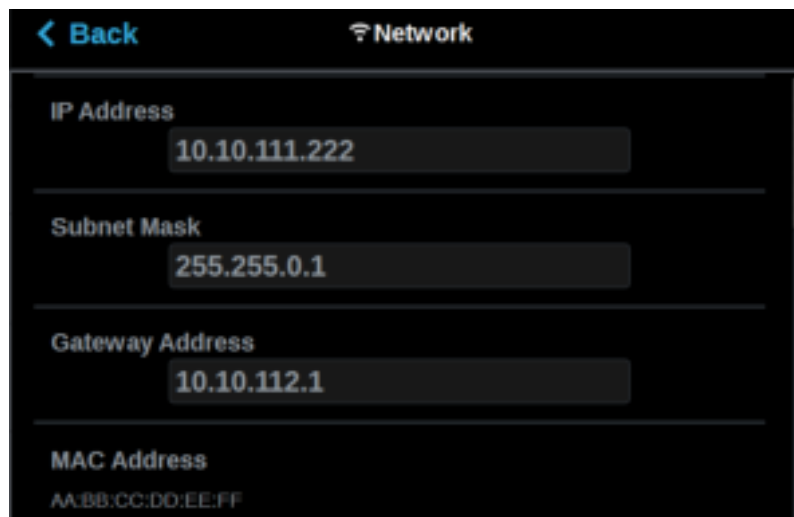 Back
Network
IP Address
10.10.111.222
Subnet Mask
255.255.0.1
Gateway Address
10.10.112.1
MAC Address
AA:BB:CC:DD:EE:FF